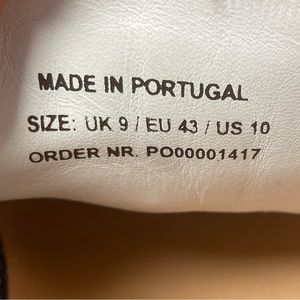 MADE IN PORTUGAL
SIZE: UK 9 / EU 43 / US 10
ORDER NR. PO00001417